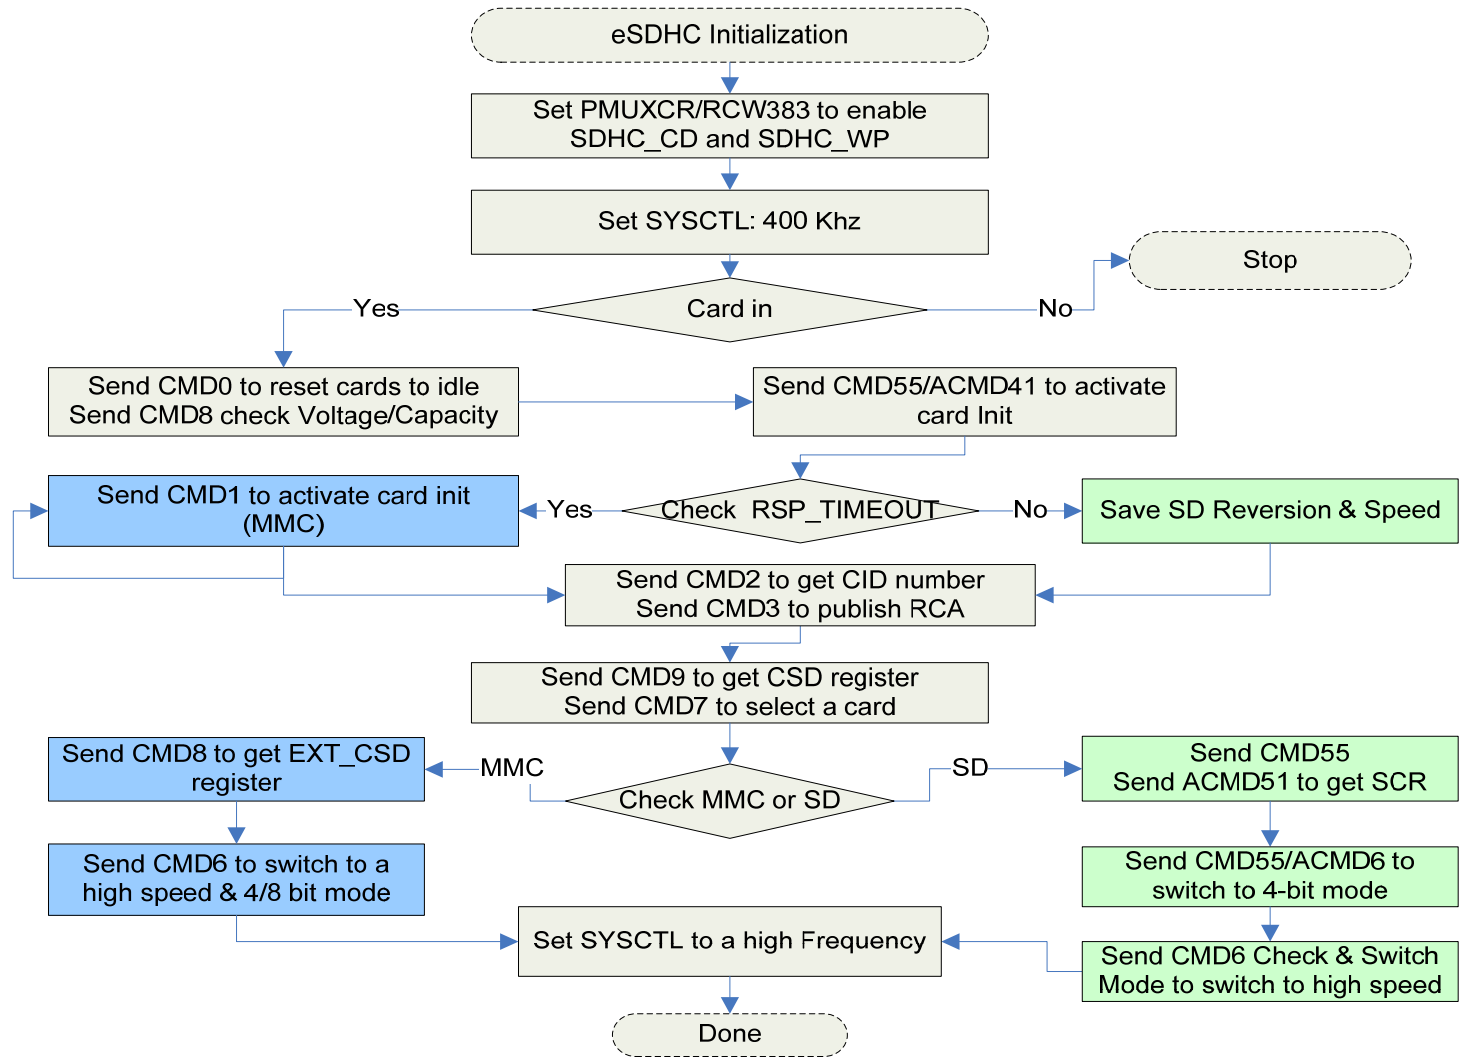 eSDHC Initialization
Set PMUXCR/RCW383 to enable
SDHC_CD and SDHC_WP
Set SYSCTL: 400 Khz
Stop
Card in
Yes
No
Send CMD0 to reset cards to idle
Send CMD8 check Voltage/Capacity
Send CMD55/ACMD41 to activate
card Init
Send CMD1 to activate card init
(MMC)
Yes
Check RSP_TIMEOUT
No
Save SD Reversion & Speed
Send CMD2 to get CID number
Send CMD3 to publish RCA
Send CMD9 to get CSD register
Send CMD7 to select a card
Send CMD8 to get EXT_CSD
register
MMC
Check MMC or SD
SD
Send CMD55
Send ACMD51 to get SCR
Send CMD6 to switch to a
high speed & 4/8 bit mode
Send CMD55/ACMD6 to
switch to 4-bit mode
Set SYSCTL to a high Frequency
Send CMD6 Check & Switch
Mode to switch to high speed
Done